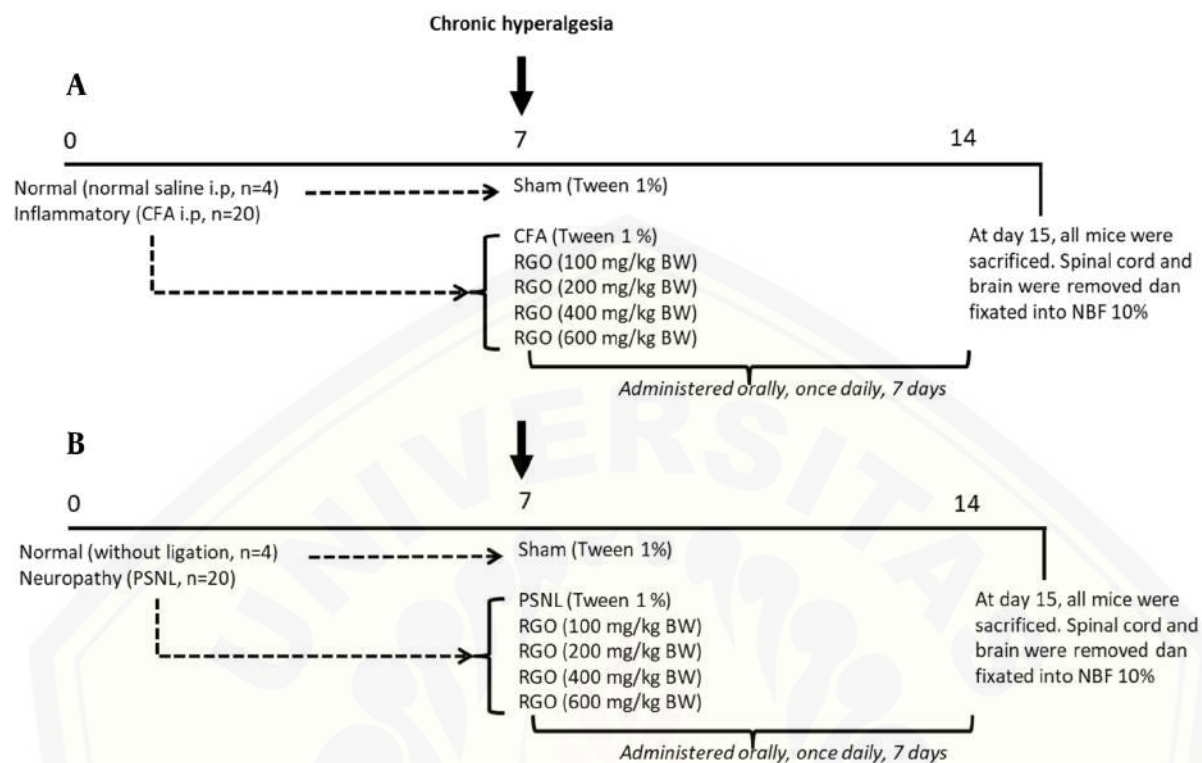 Chronic hyperalgesia
A
0 7 14
Normal (normal saline i.p, n=4)
Inflammatory (CFA i.p, n=20)
Sham (Tween 1%)
CFA (Tween 1 %)
RGO (100 mg/kg BW)
RGO (200 mg/kg BW)
RGO (400 mg/kg BW)
RGO (600 mg/kg BW)
Administered orally, once daily, 7 days
At day 15, all mice were
sacrificed. Spinal cord and
brain were removed dan
fixated into NBF 10%
B
0 7 14
Normal (without ligation, n=4)
Neuropathy (PSNL, n=20)
Sham (Tween 1%)
PSNL (Tween 1 %)
RGO (100 mg/kg BW)
RGO (200 mg/kg BW)
RGO (400 mg/kg BW)
RGO (600 mg/kg BW)
Administered orally, once daily, 7 days
At day 15, all mice were
sacrificed. Spinal cord and
brain were removed dan
fixated into NBF 10%
UNIVERSITAS